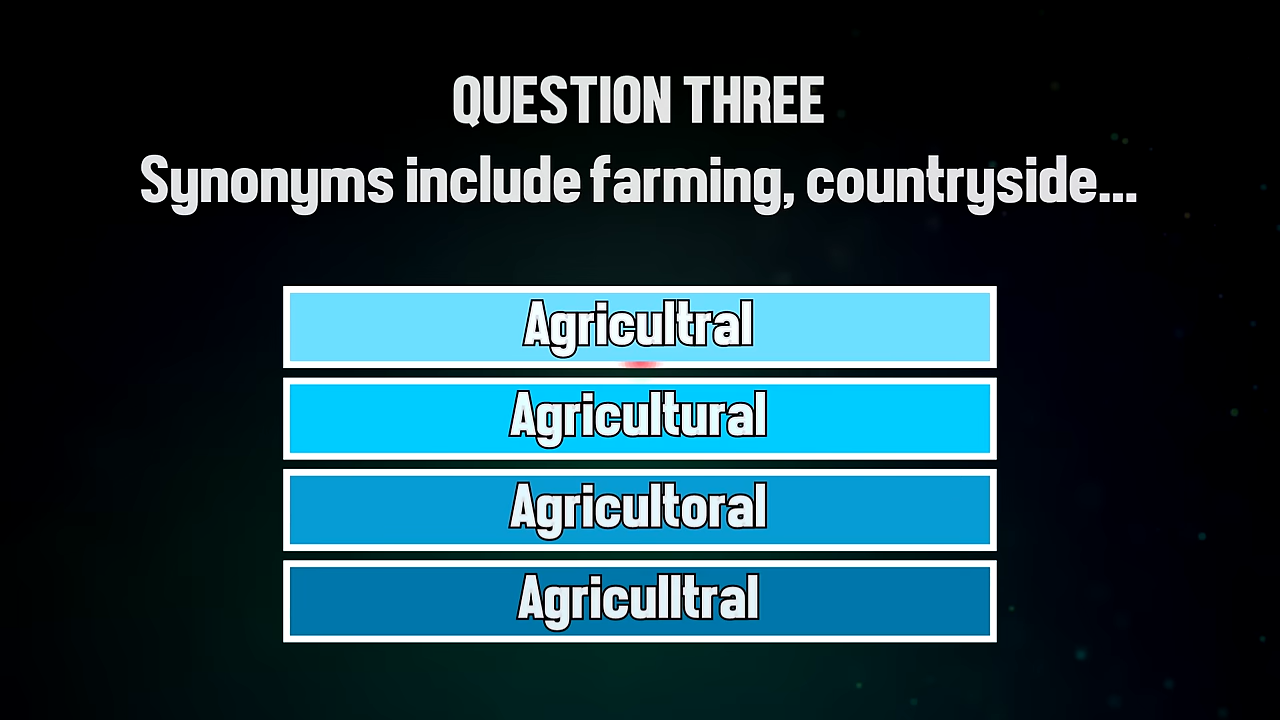 QUESTION THREE
Synonyms include farming, countryside...
Agricultral
Agricultural
Agricultoral
Agriculltral